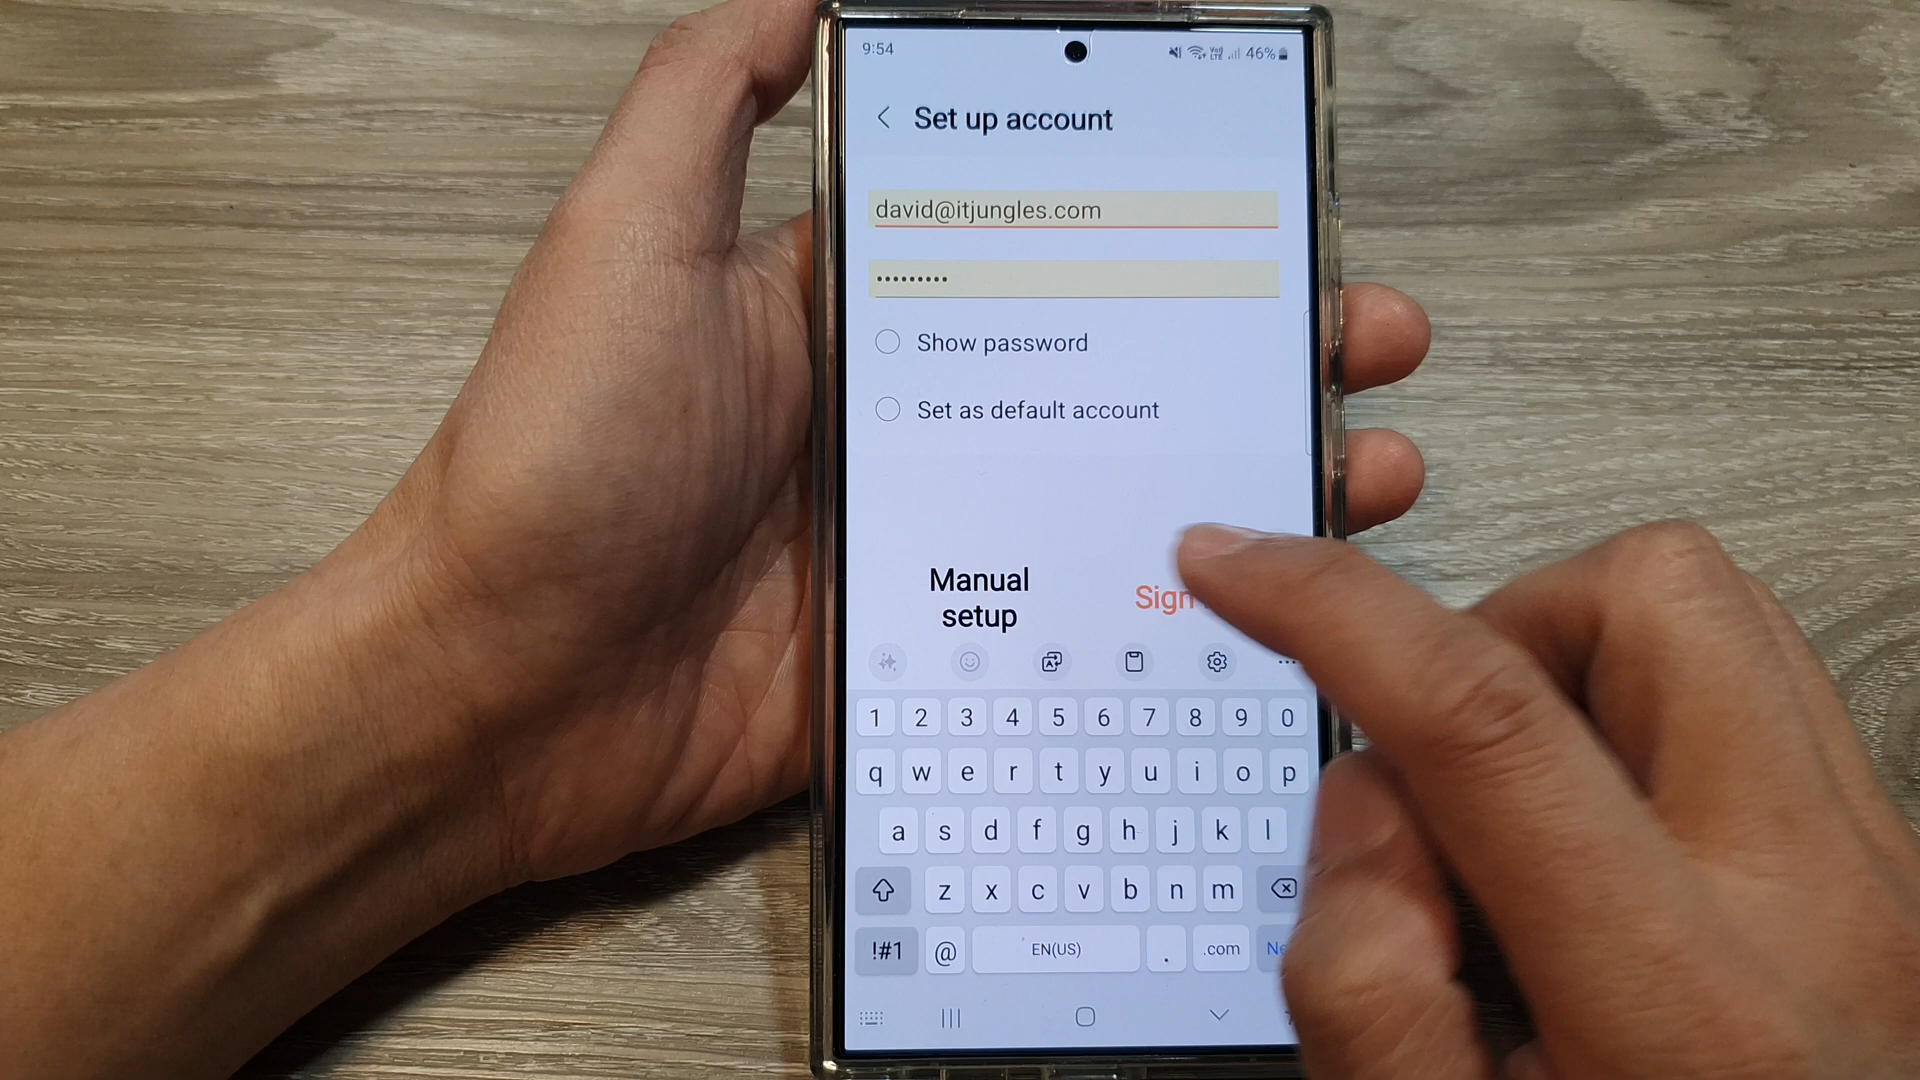 9:54
46%
Set up account
david@itjungles.com
•••••••••
Show password
Set as default account
Manual
setup
Sign
1 2 3 4 5 6 7 8 9 0
q w e r t y u i o p
a s d f g h j k l
z x c v b n m
!#1 @ EN(US) . .com